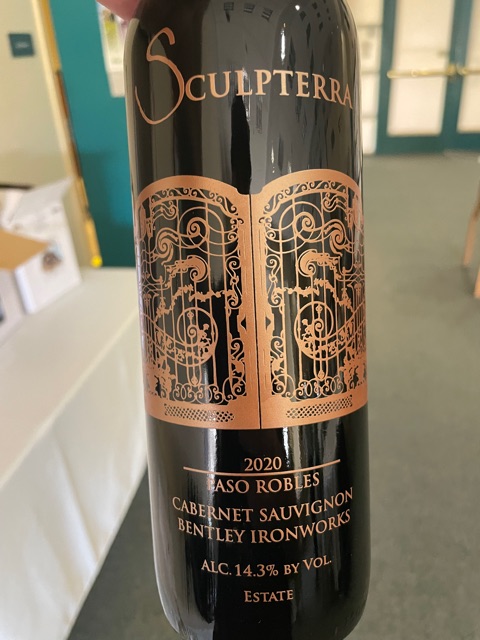 SCULPTERRA
2020
PASO ROBLES
CABERNET SAUVIGNON
BENTLEY IRONWORKS
ALC. 14.3% BY VOL.
ESTATE